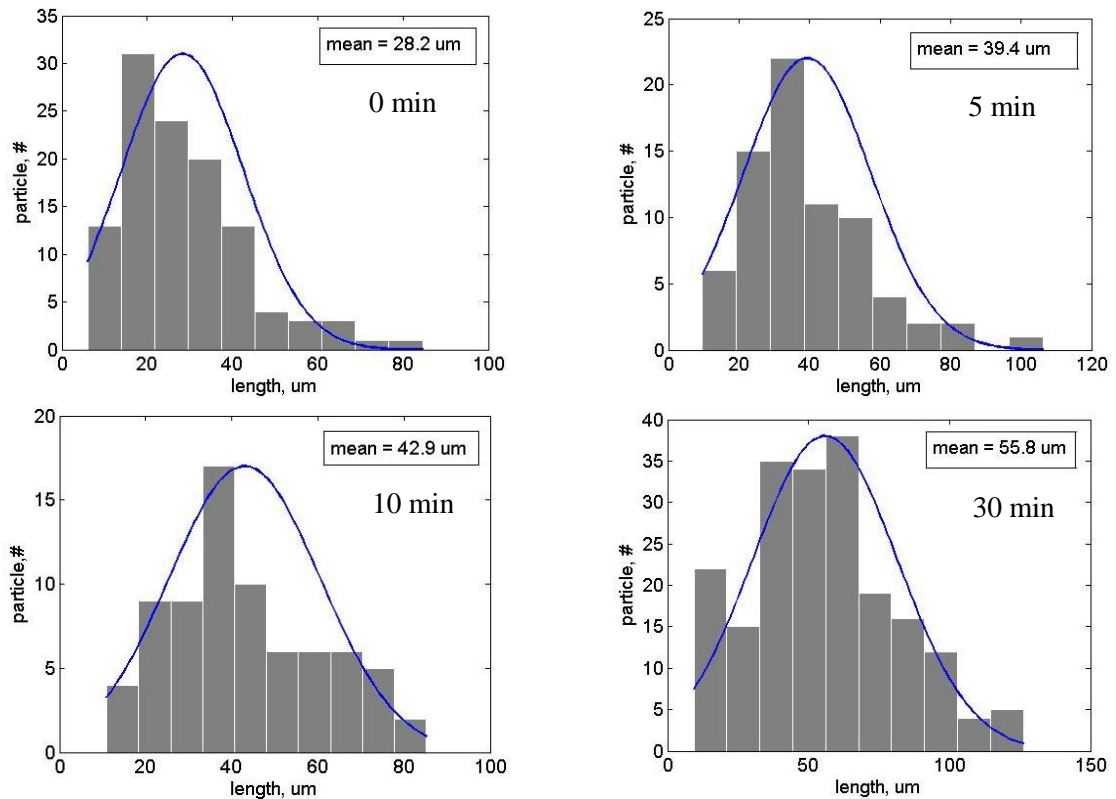 35
30
25
20
15
10
5
0
particle, #
mean = 28.2 um
0 min
0 20 40 60 80 100
length, um
25
20
15
10
5
0
particle, #
mean = 39.4 um
5 min
0 20 40 60 80 100 120
length, um
20
15
10
5
0
particle,#
mean = 42.9 um
10 min
0 20 40 60 80 100
length, um
40
35
30
25
20
15
10
5
0
particle, #
mean = 55.8 um
30 min
0 50 100 150
length, um